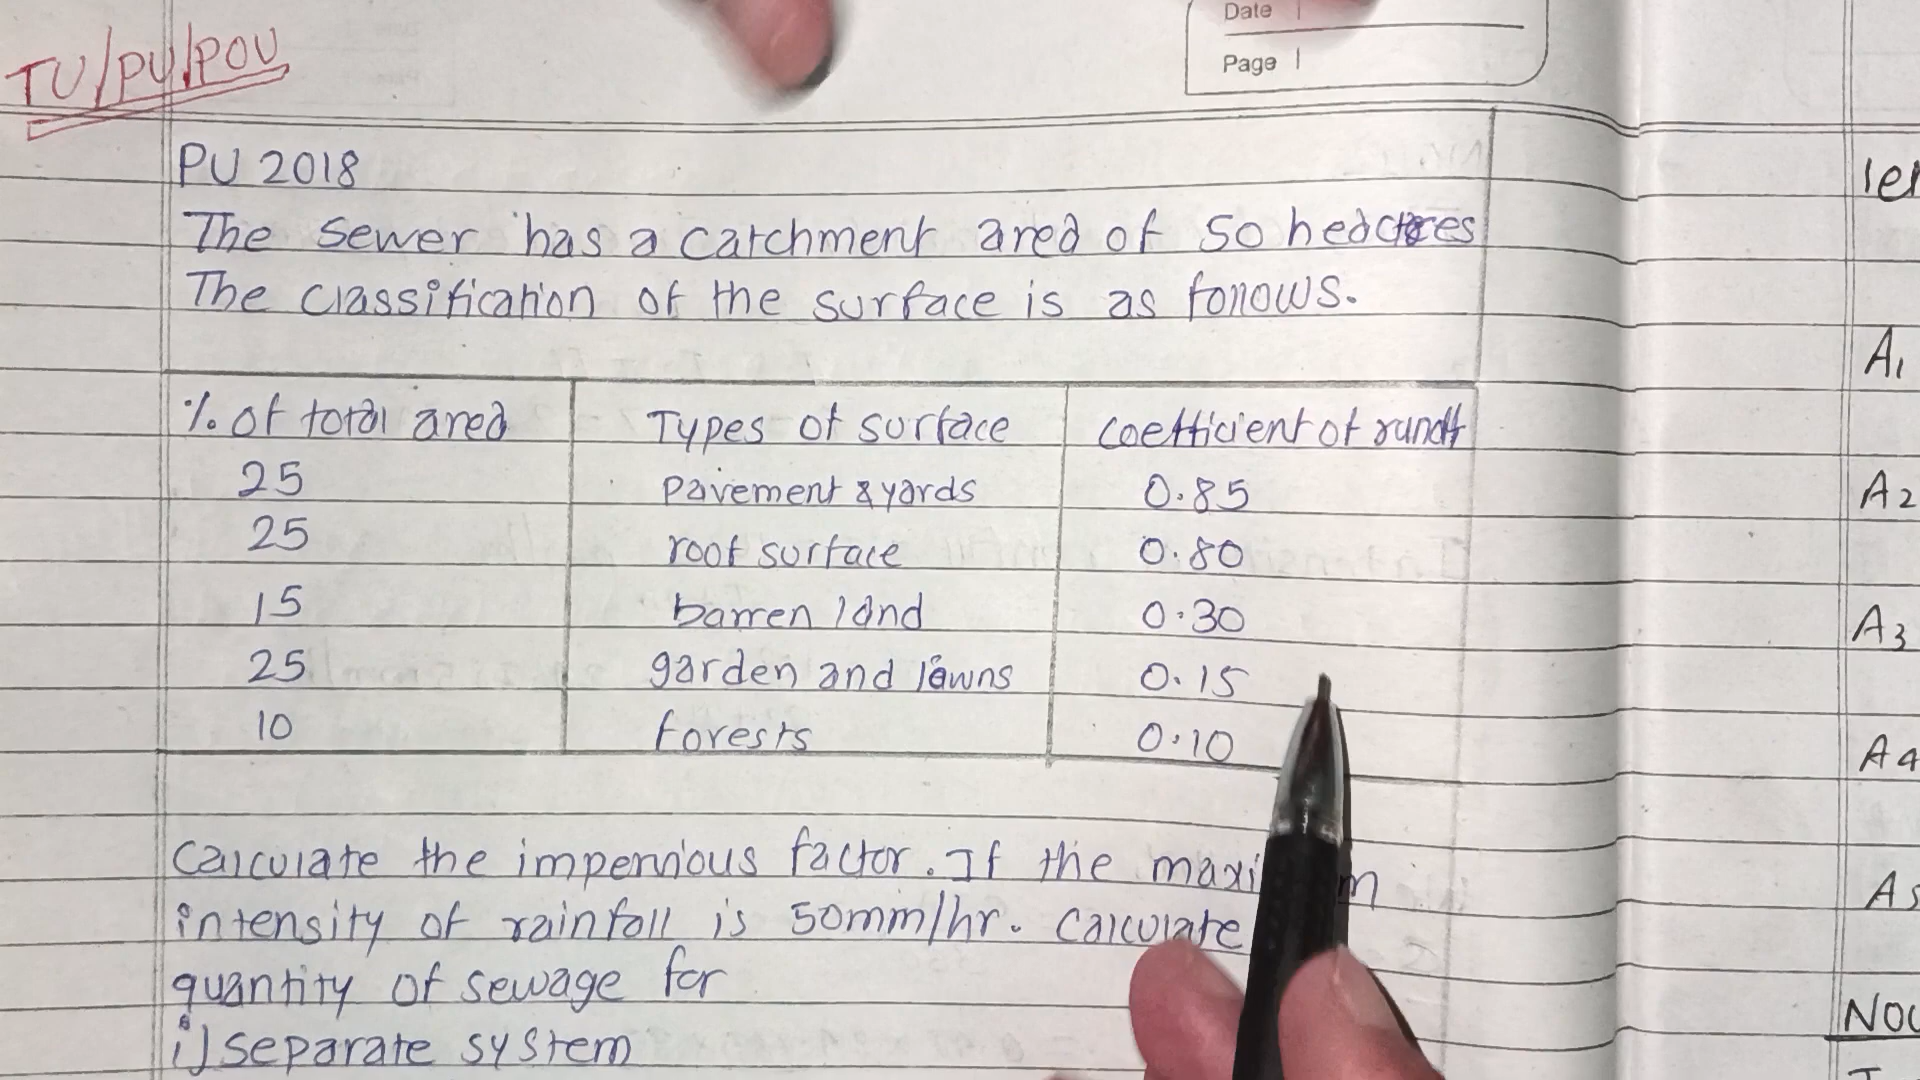 Date
Page
TU/PU/POU
PU 2018
The sewer has a catchment area of 50 hedctres
The classification of the surface is as follows.
% of total area Types of surface coefficient of runoff
25 pavement & yards 0.85
25 roof surface 0.80
15 barren land 0.30
25 garden and lawns 0.15
10 forests 0.10
calculate the impervious factor. If the
intensity of rainfall is 50mm/hr. calculate
quantity of sewage for
i) separate system
A1
A2
A3
A4